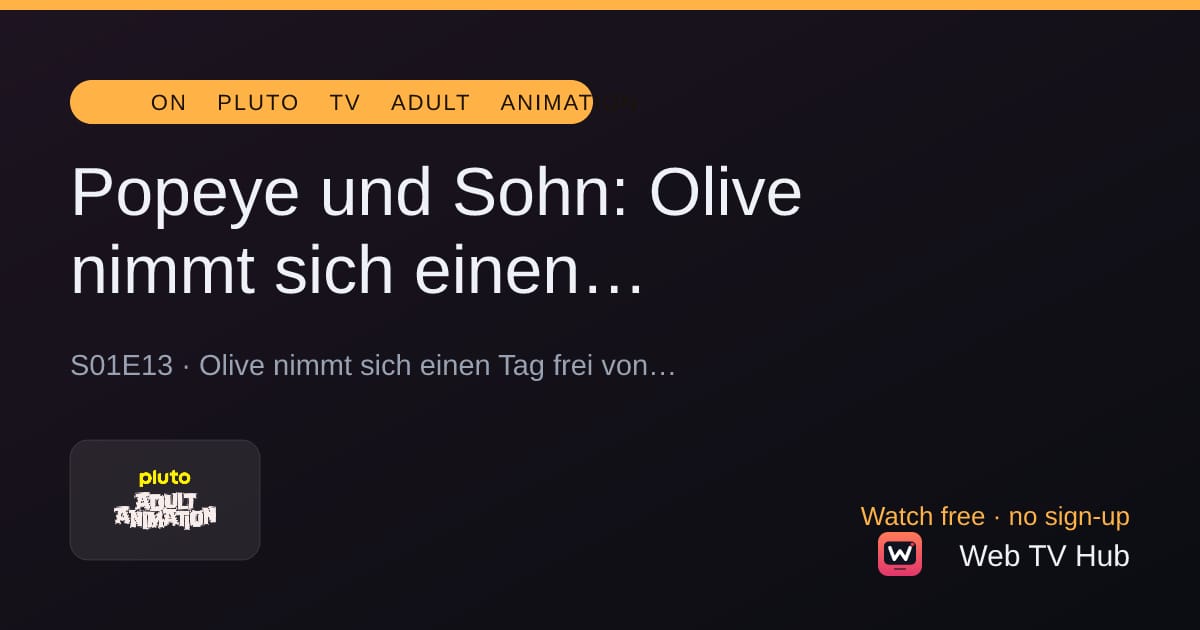 ON PLUTO TV ADULT ANIMATION
Popeye und Sohn: Olive
nimmt sich einen…
S01E13 · Olive nimmt sich einen Tag frei von…
pluto
ADULT
ANIMATION
Watch free · no sign-up
W Web TV Hub